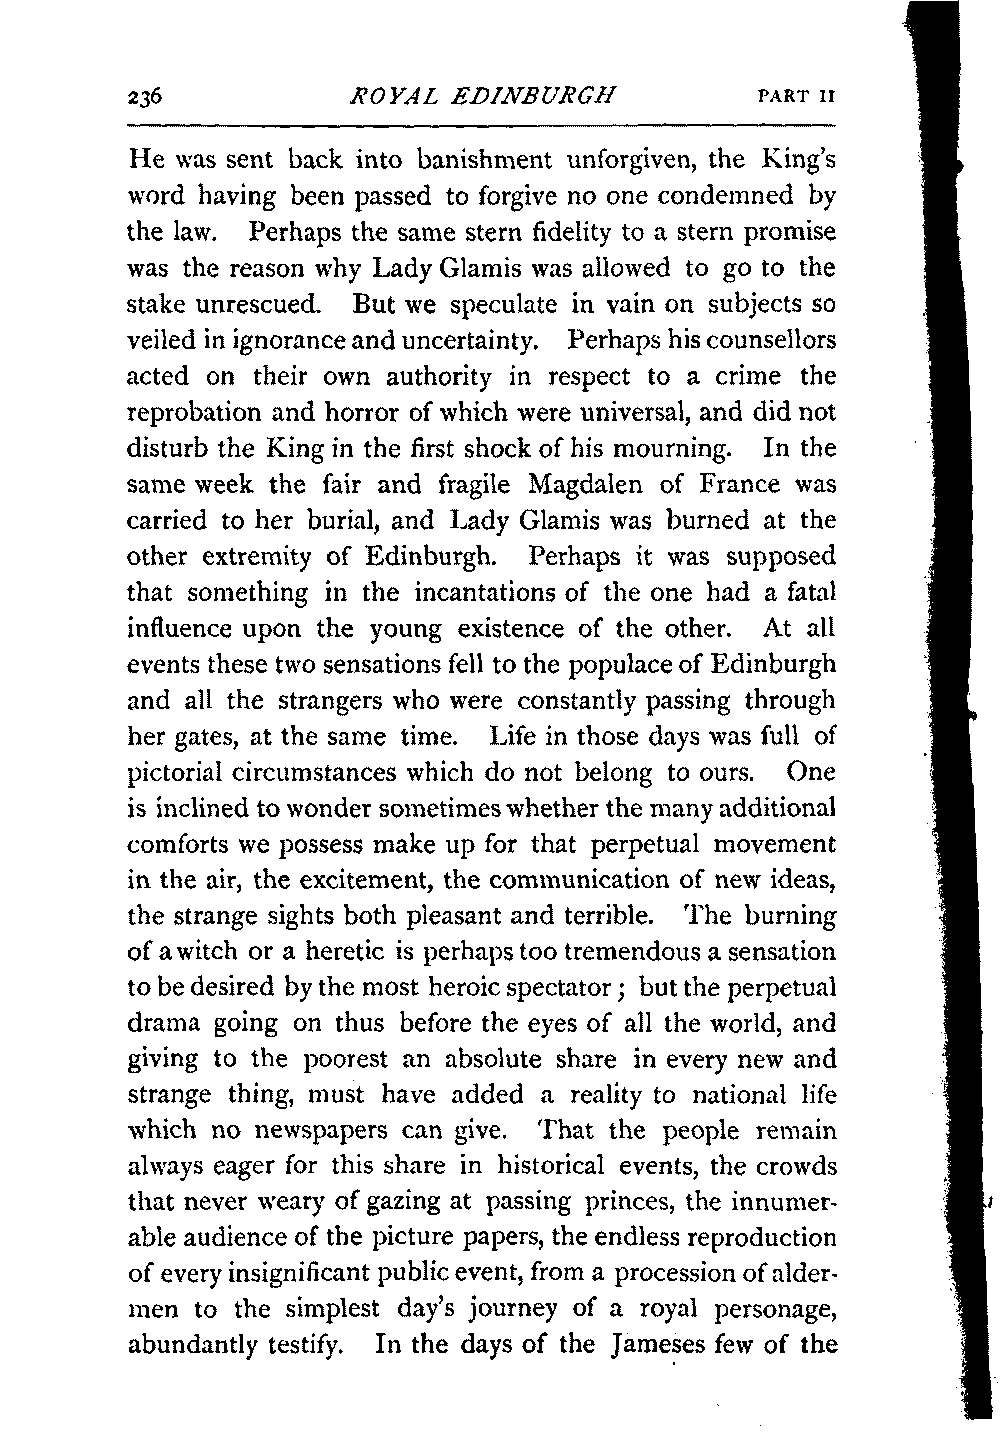 236 ROYAL EDINBURGH PART II
He was sent back into banishment unforgiven, the King's
word having been passed to forgive no one condemned by
the law. Perhaps the same stern fidelity to a stern promise
was the reason why Lady Glamis was allowed to go to the
stake unrescued. But we speculate in vain on subjects so
veiled in ignorance and uncertainty. Perhaps his counsellors
acted on their own authority in respect to a crime the
reprobation and horror of which were universal, and did not
disturb the King in the first shock of his mourning. In the
same week the fair and fragile Magdalen of France was
carried to her burial, and Lady Glamis was burned at the
other extremity of Edinburgh. Perhaps it was supposed
that something in the incantations of the one had a fatal
influence upon the young existence of the other. At all
events these two sensations fell to the populace of Edinburgh
and all the strangers who were constantly passing through
her gates, at the same time. Life in those days was full of
pictorial circumstances which do not belong to ours. One
is inclined to wonder sometimes whether the many additional
comforts we possess make up for that perpetual movement
in the air, the excitement, the communication of new ideas,
the strange sights both pleasant and terrible. The burning
of a witch or a heretic is perhaps too tremendous a sensation
to be desired by the most heroic spectator; but the perpetual
drama going on thus before the eyes of all the world, and
giving to the poorest an absolute share in every new and
strange thing, must have added a reality to national life
which no newspapers can give. That the people remain
always eager for this share in historical events, the crowds
that never weary of gazing at passing princes, the innumer-
able audience of the picture papers, the endless reproduction
of every insignificant public event, from a procession of alder-
men to the simplest day's journey of a royal personage,
abundantly testify. In the days of the Jameses few of the